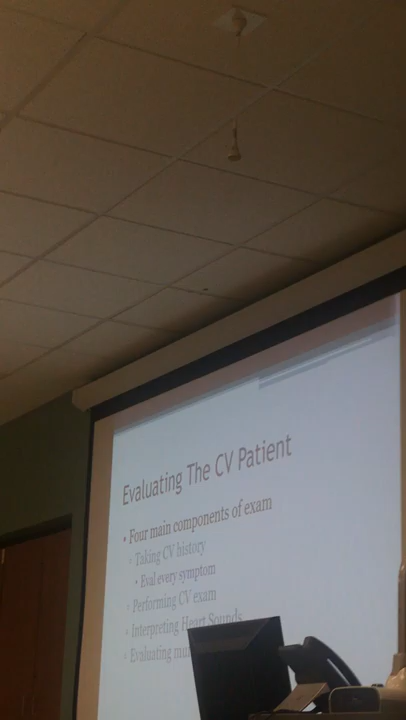 Evaluating The CV Patient
• Four main components of exam
▫ Taking CV history
• Eval every symptom
▫ Performing CV exam
▫ Interpreting Heart Sounds
▫ Evaluating